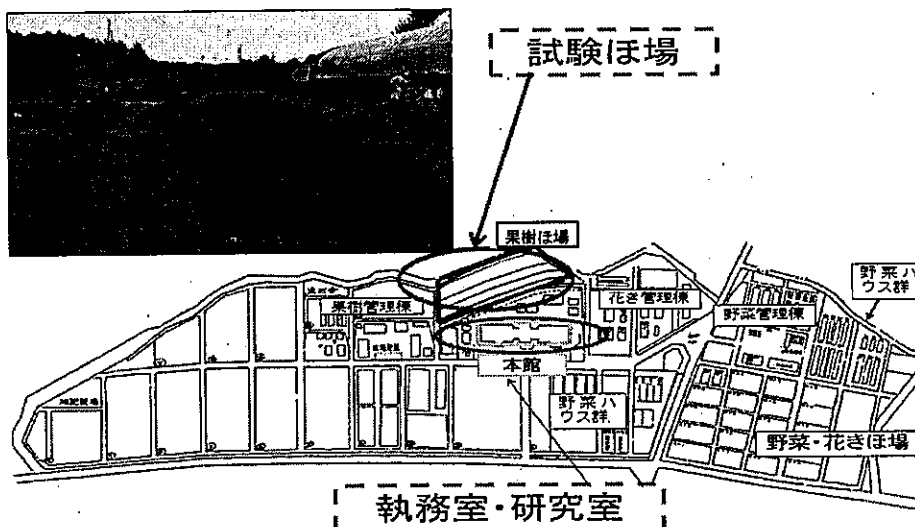 試験ほ場
果樹ほ場
野菜ハ
ウス群
果樹管理棟
花き管理棟
野菜管理棟
本館
野菜ハ
ウス群
野菜・花きほ場
執務室・研究室